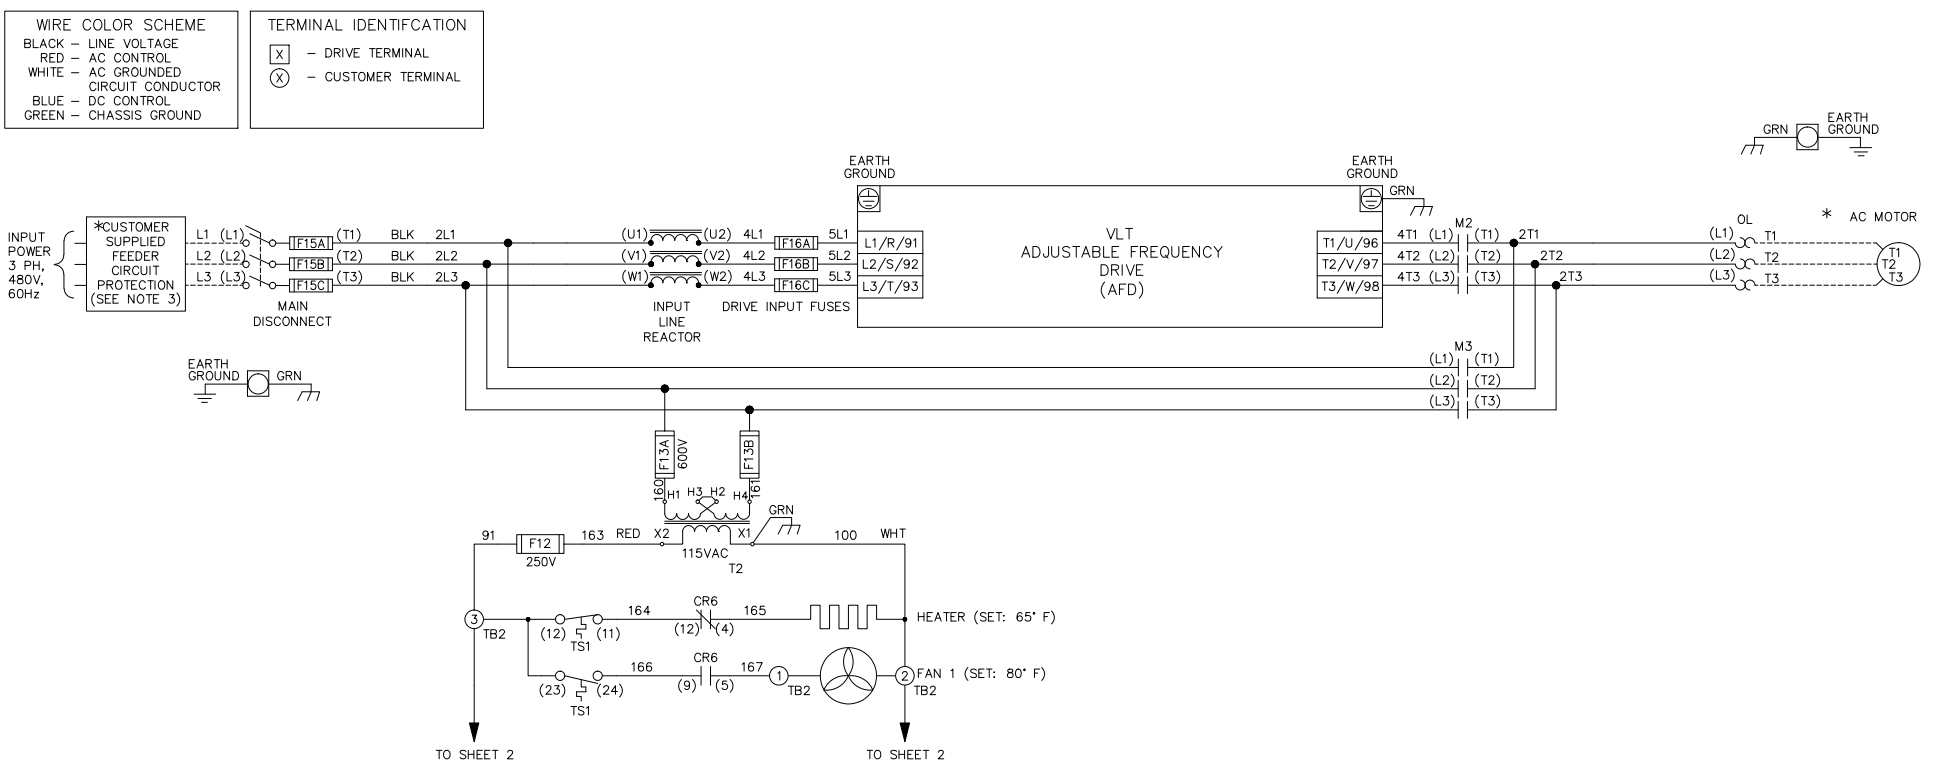 WIRE COLOR SCHEME
BLACK – LINE VOLTAGE
RED – AC CONTROL
WHITE – AC GROUNDED
CIRCUIT CONDUCTOR
BLUE – DC CONTROL
GREEN – CHASSIS GROUND
TERMINAL IDENTIFCATION
X – DRIVE TERMINAL
X – CUSTOMER TERMINAL
EARTH
GROUND
GRN
EARTH
GROUND
EARTH
GROUND
GRN
INPUT
POWER
3 PH,
480V,
60Hz
*CUSTOMER
SUPPLIED
FEEDER
CIRCUIT
PROTECTION
(SEE NOTE 3)
L1 (L1) F15A (T1) BLK 2L1 (U1) (U2) 4L1 F16A 5L1 L1/R/91
L2 (L2) F15B (T2) BLK 2L2 (V1) (V2) 4L2 F16B 5L2 L2/S/92
L3 (L3) F15C (T3) BLK 2L3 (W1) (W2) 4L3 F16C 5L3 L3/T/93
MAIN
DISCONNECT
INPUT
LINE
REACTOR
DRIVE INPUT FUSES
VLT
ADJUSTABLE FREQUENCY
DRIVE
(AFD)
M2
T1/U/96 4T1 (L1) (T1) 2T1
T2/V/97 4T2 (L2) (T2) 2T2
T3/W/98 4T3 (L3) (T3) 2T3
OL
* AC MOTOR
(L1) T1
(L2) T2
(L3) T3
T1
T2
T3
M3
(L1) (T1)
(L2) (T2)
(L3) (T3)
EARTH
GROUND
GRN
F13A
600V
F13B
160
161
H1 H3 H2 H4
GRN
91 F12 163 RED X2 X1 100 WHT
250V
115VAC
T2
3
TB2
(12) (11) 164 CR6 165
TS1
(12) (4)
HEATER (SET: 65° F)
(23) (24) 166 CR6 167 1
TS1
(9) (5)
TB2
2
TB2
FAN 1 (SET: 80° F)
TO SHEET 2
TO SHEET 2